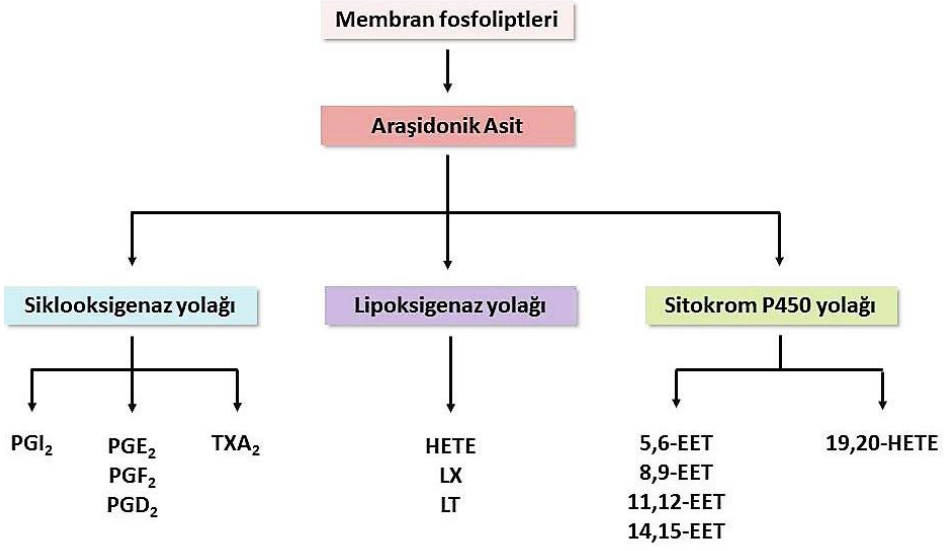 Membran fosfoliptleri
Araşidonik Asit
Siklooksigenaz yolağı
Lipoksigenaz yolağı
Sitokrom P450 yolağı
PGI₂
PGE₂
PGF₂
PGD₂
TXA₂
HETE
LX
LT
5,6-EET
8,9-EET
11,12-EET
14,15-EET
19,20-HETE